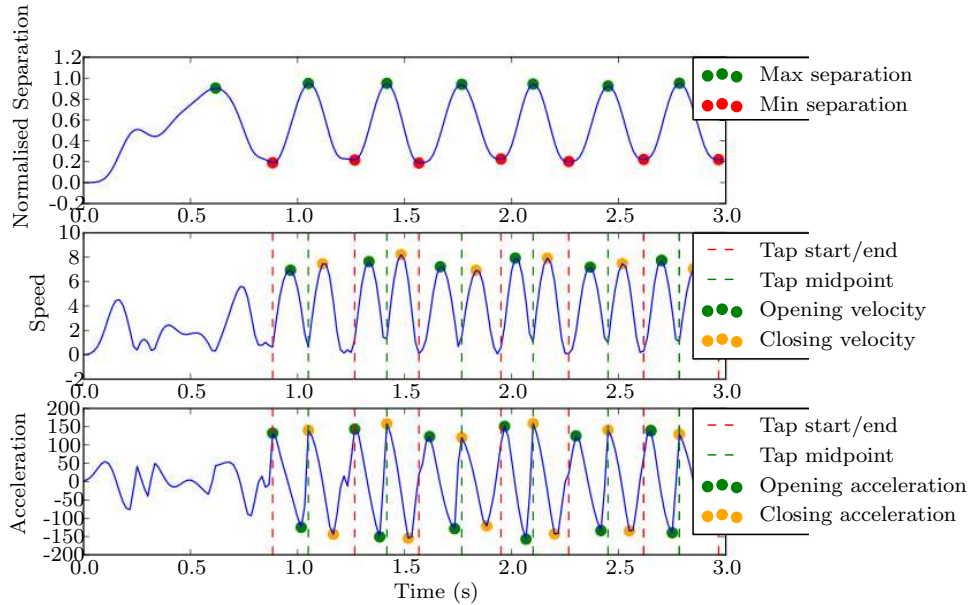 Normalised Separation
1.2
1.0
0.8
0.6
0.4
0.2
0.0
-0.2
0.0 0.5 1.0 1.5 2.0 2.5 3.0
Max separation
Min separation
Speed
10
8
6
4
2
0
-2
0.0 0.5 1.0 1.5 2.0 2.5 3.0
Tap start/end
Tap midpoint
Opening velocity
Closing velocity
Acceleration
200
150
100
50
0
-50
-100
-150
-200
0.0 0.5 1.0 1.5 2.0 2.5 3.0
Time (s)
Tap start/end
Tap midpoint
Opening acceleration
Closing acceleration